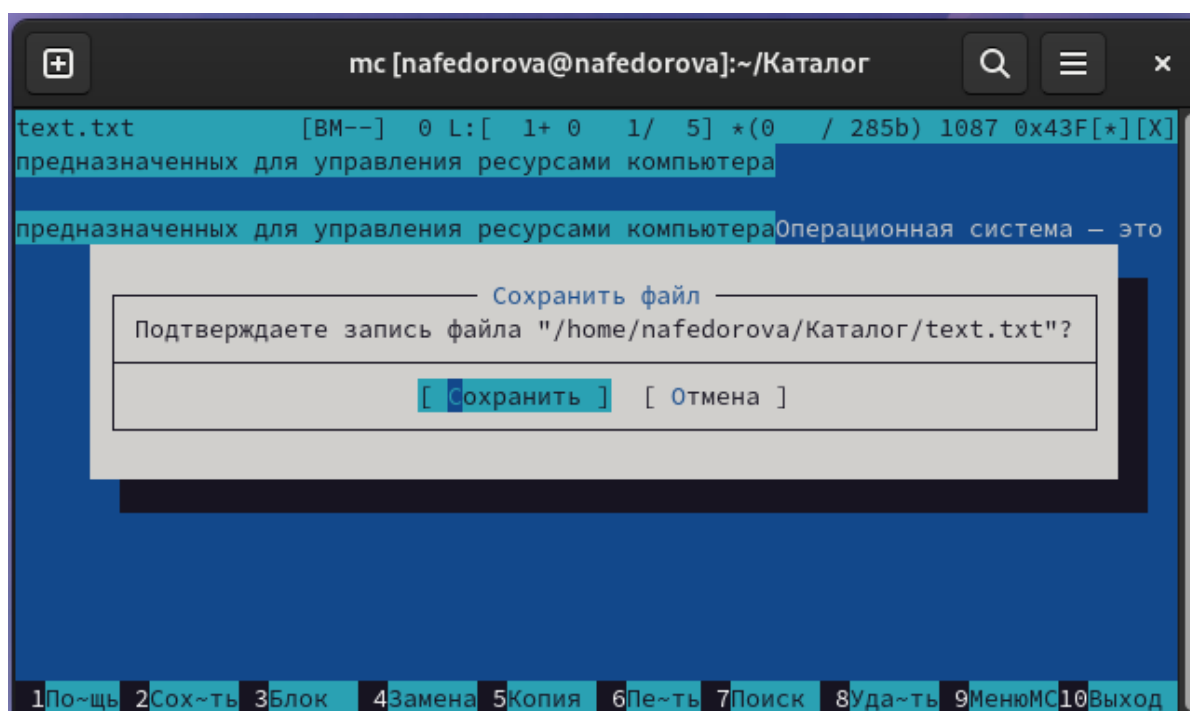 mc [nafedorova@nafedorova]:~/Каталог
text.txt [BM--] 0 L:[ 1+ 0 1/ 5] *(0 / 285b) 1087 0x43F[*][X]
предназначенных для управления ресурсами компьютера
предназначенных для управления ресурсами компьютераОперационная система — это
Сохранить файл
Подтверждаете запись файла "/home/nafedorova/Каталог/text.txt"?
[ Сохранить ] [ Отмена ]
1По~щь 2Сох~ть 3Блок 4Замена 5Копия 6Пе~ть 7Поиск 8Уда~ть 9МенюMC10Выход